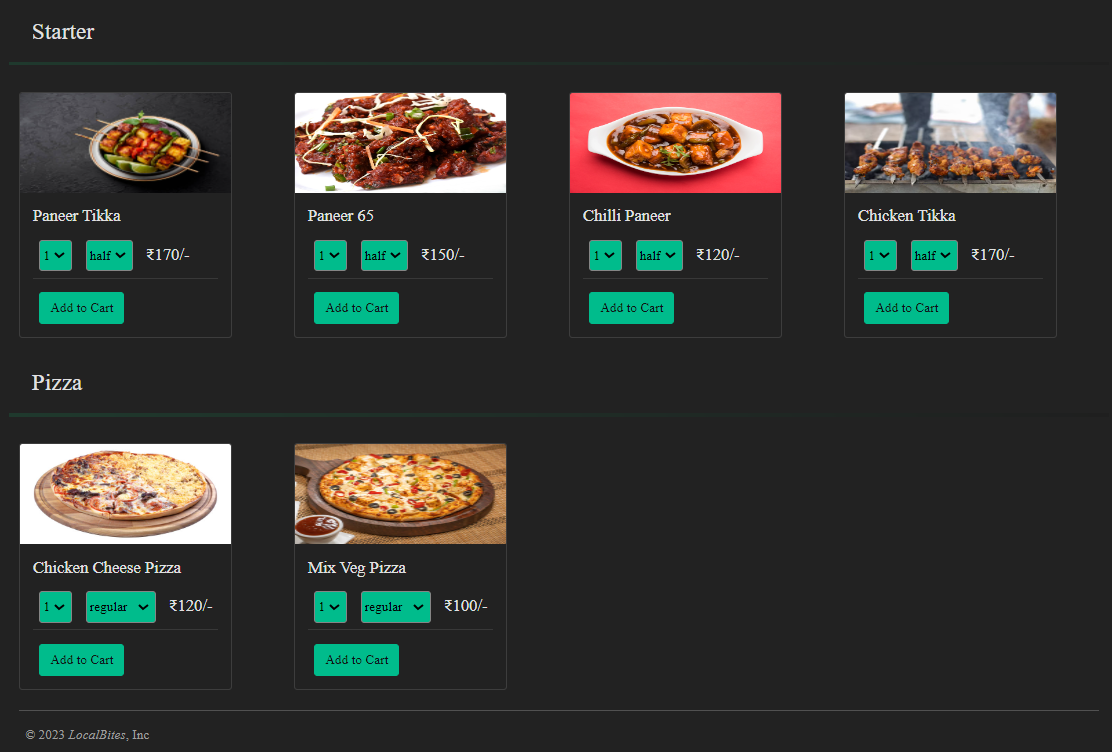 Starter
Paneer Tikka
1 half ₹170/-
Add to Cart
Paneer 65
1 half ₹150/-
Add to Cart
Chilli Paneer
1 half ₹120/-
Add to Cart
Chicken Tikka
1 half ₹170/-
Add to Cart
Pizza
Chicken Cheese Pizza
1 regular ₹120/-
Add to Cart
Mix Veg Pizza
1 regular ₹100/-
Add to Cart
© 2023 LocalBites, Inc